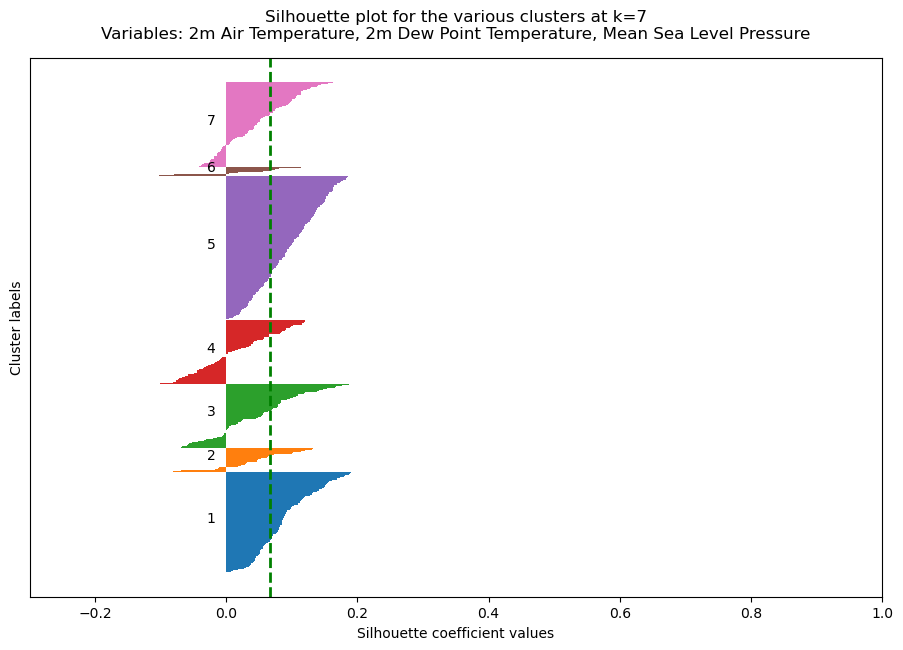 Silhouette plot for the various clusters at k=7
Variables: 2m Air Temperature, 2m Dew Point Temperature, Mean Sea Level Pressure
7
6
5
4
3
2
1
Cluster labels
−0.2 0.0 0.2 0.4 0.6 0.8 1.0
Silhouette coefficient values